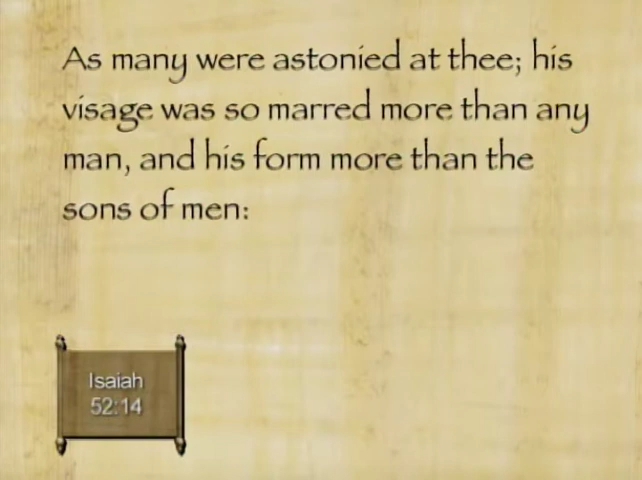 As many were astonied at thee; his
visage was so marred more than any
man, and his form more than the
sons of men:
Isaiah
52:14